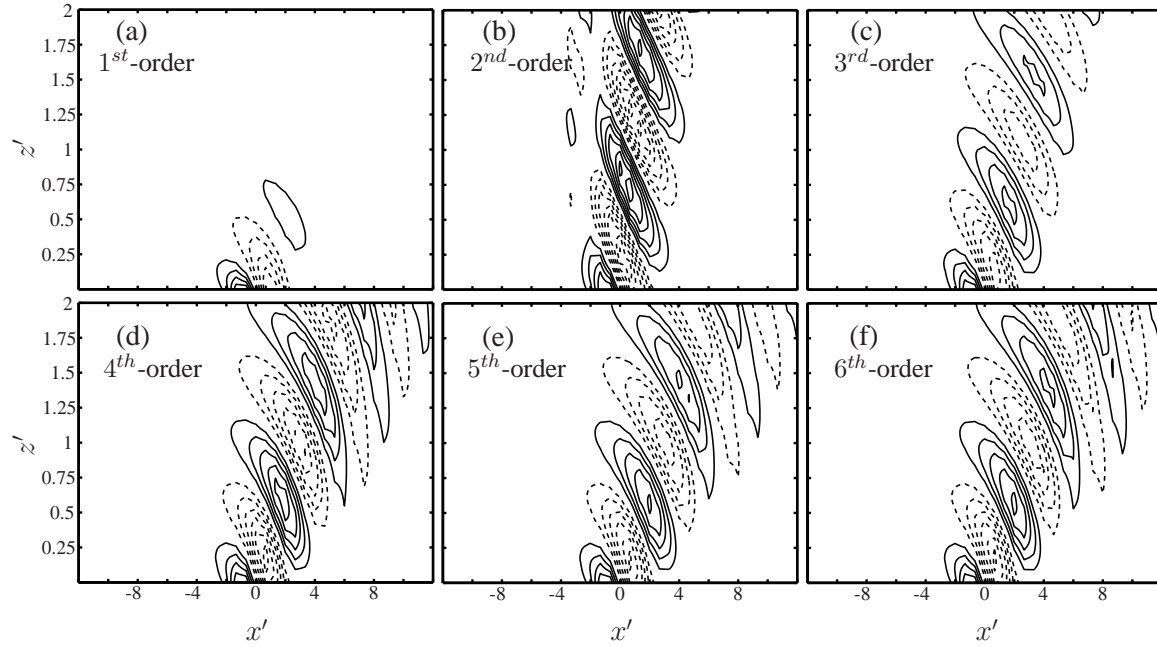 (a)
1st-order
(b)
2nd-order
(c)
3rd-order
2
1.75
1.5
1.25
1
0.75
0.5
0.25
z′
(d)
4th-order
(e)
5th-order
(f)
6th-order
2
1.75
1.5
1.25
1
0.75
0.5
0.25
z′
-8 -4 0 4 8
-8 -4 0 4 8
-8 -4 0 4 8
x′ x′ x′